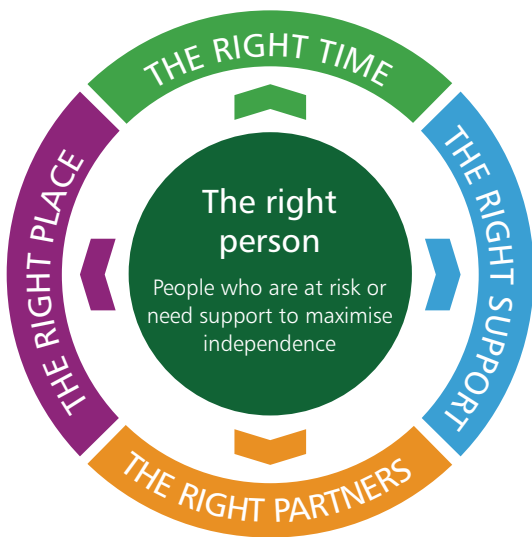 THE RIGHT TIME
THE RIGHT PLACE
The right
person
People who are at risk or
need support to maximise
independence
THE RIGHT SUPPORT
THE RIGHT PARTNERS